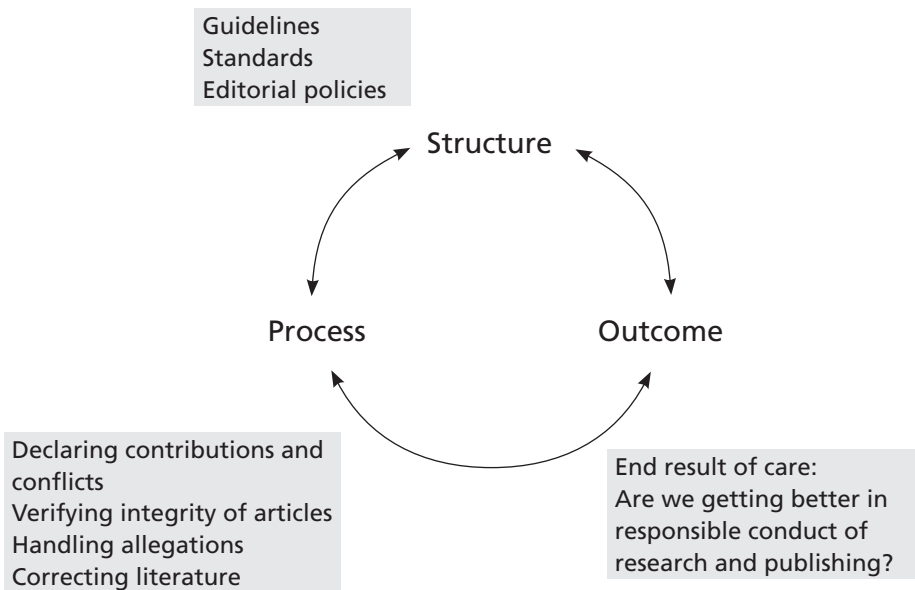 Guidelines
Standards
Editorial policies
Structure
Process
Outcome
Declaring contributions and
conflicts
Verifying integrity of articles
Handling allegations
Correcting literature
End result of care:
Are we getting better in
responsible conduct of
research and publishing?